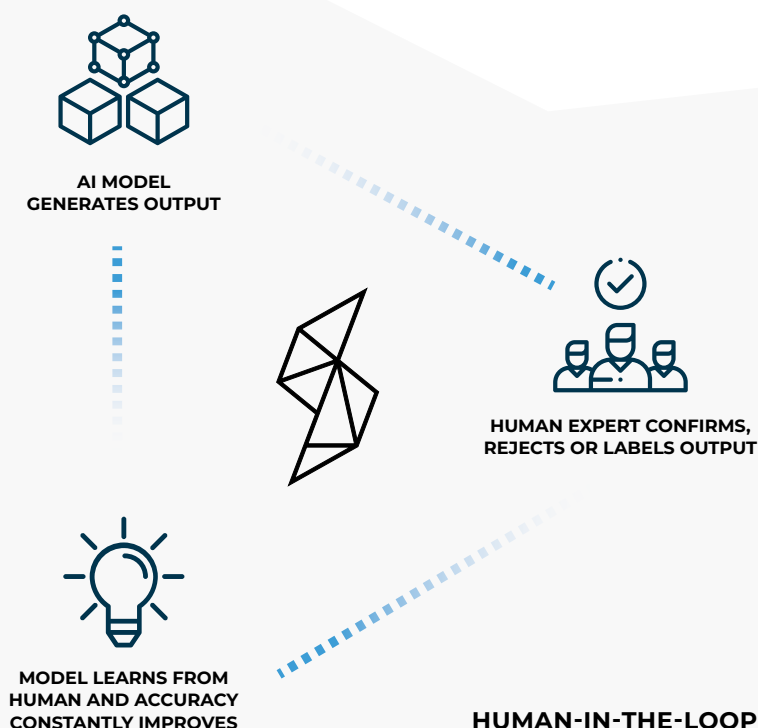 AI MODEL
GENERATES OUTPUT
HUMAN EXPERT CONFIRMS,
REJECTS OR LABELS OUTPUT
MODEL LEARNS FROM
HUMAN AND ACCURACY
CONSTANTLY IMPROVES
HUMAN-IN-THE-LOOP